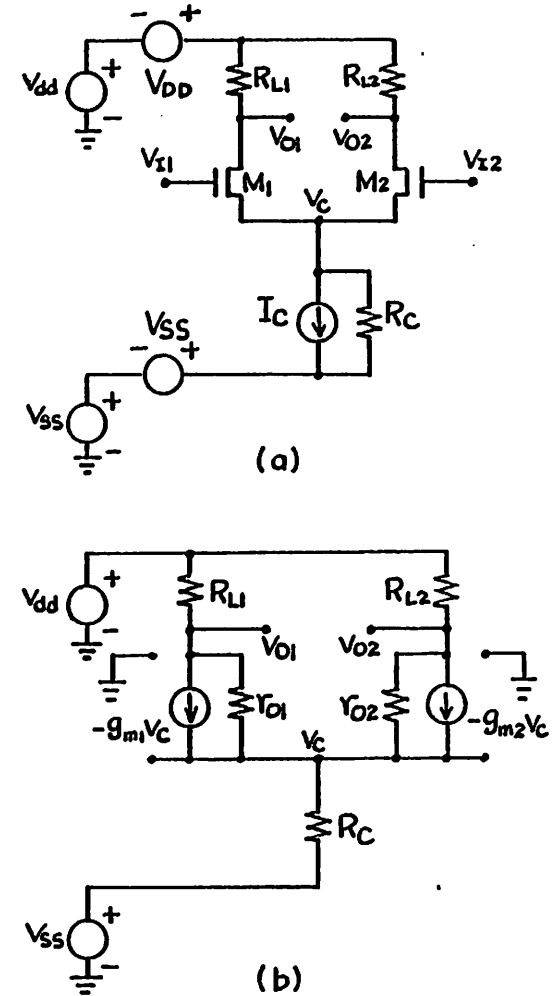 - +
Vdd + - VDD RL1 RL2
VO1 VO2
VI1 M1 M2 VI2
VC
IC RC
VSS
- +
VSS + -
(a)
Vdd + - RL1 RL2
VO1 VO2
-gm1VC rO1 rO2 -gm2VC
VC
RC
VSS + -
(b)